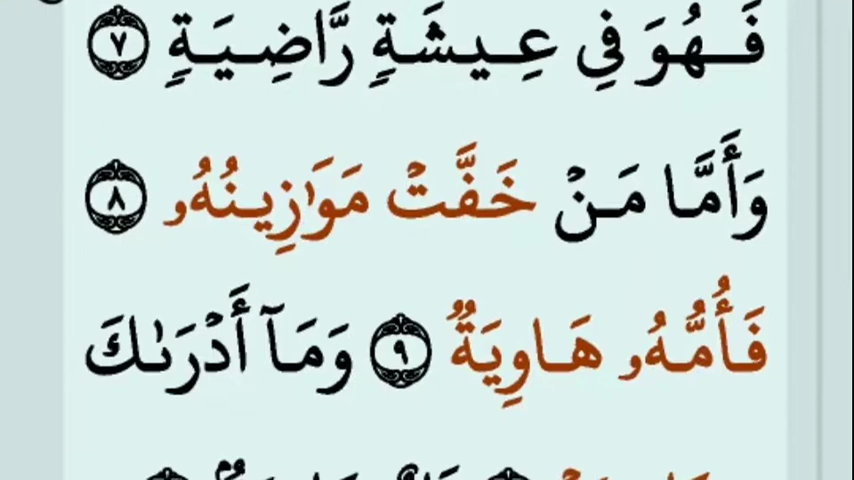 فَهُوَ فِى عِيشَةٍ رَّاضِيَةٍ ٧
وَأَمَّا مَنْ خَفَّتْ مَوَٰزِينُهُۥ ٨
فَأُمُّهُۥ هَاوِيَةٌ ٩ وَمَآ أَدْرَىٰكَ